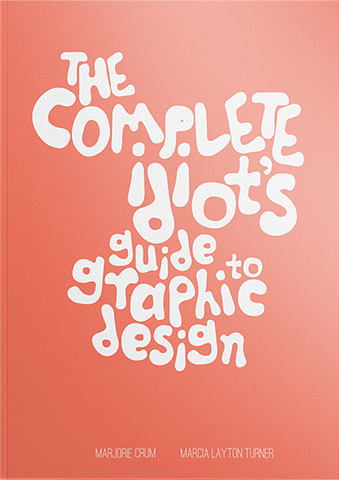 THE
COMPLETE
idiot's
guide to
graphic
design
MARJORIE CRUM MARCIA LAYTON TURNER